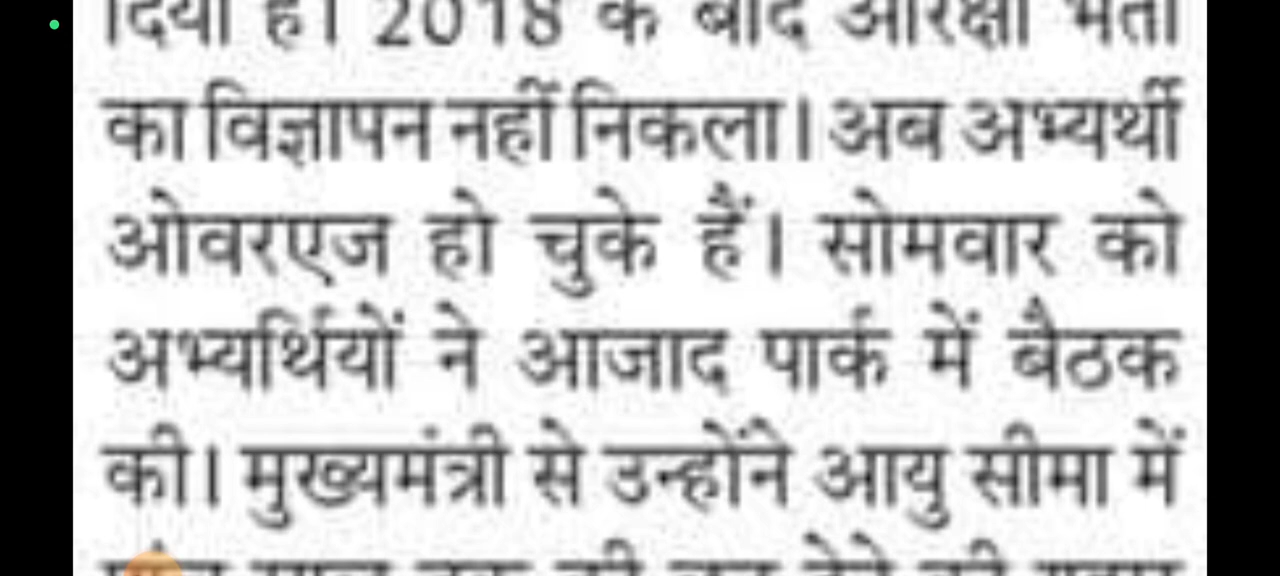 दिया है। 2018 के बाद आरक्षी भर्ती
का विज्ञापन नहीं निकला। अब अभ्यर्थी
ओवरएज हो चुके हैं। सोमवार को
अभ्यर्थियों ने आजाद पार्क में बैठक
की। मुख्यमंत्री से उन्होंने आयु सीमा में